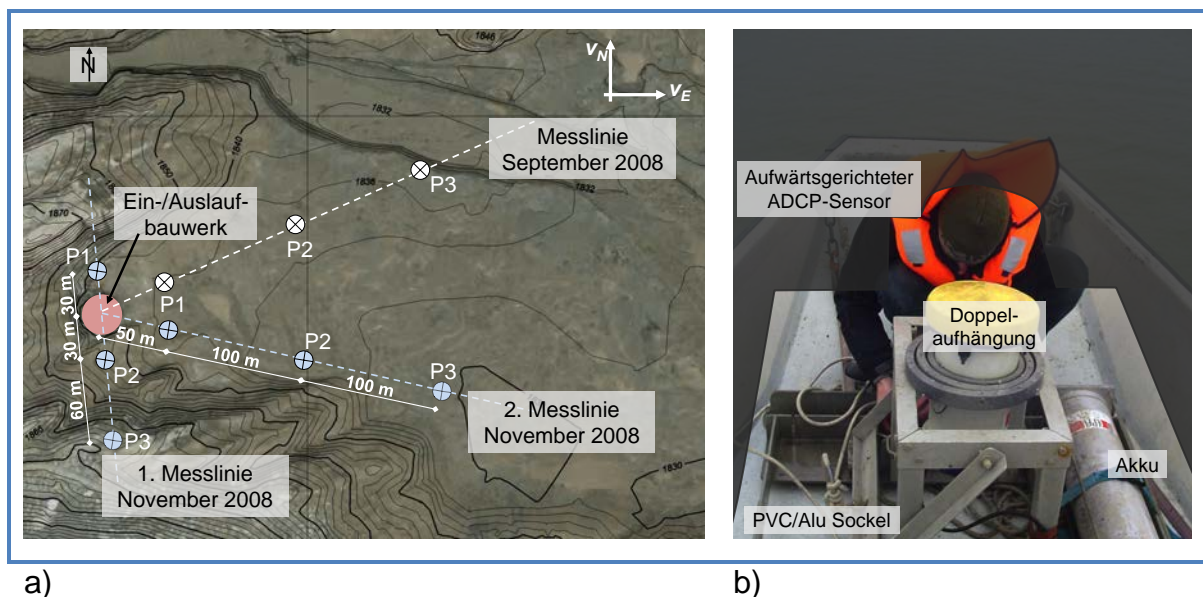 N
v_N
v_E
1846
1832
1840
1850
1836
1870
1832
Messlinie
September 2008
P3
Ein-/Auslauf-
bauwerk
P2
P1
P1
30 m
30 m
60 m
50 m
100 m
100 m
P2
P2
P3
P3
1. Messlinie
November 2008
2. Messlinie
November 2008
1830
Aufwärtsgerichteter
ADCP-Sensor
Doppel-
aufhängung
Akku
PVC/Alu Sockel
a)
b)